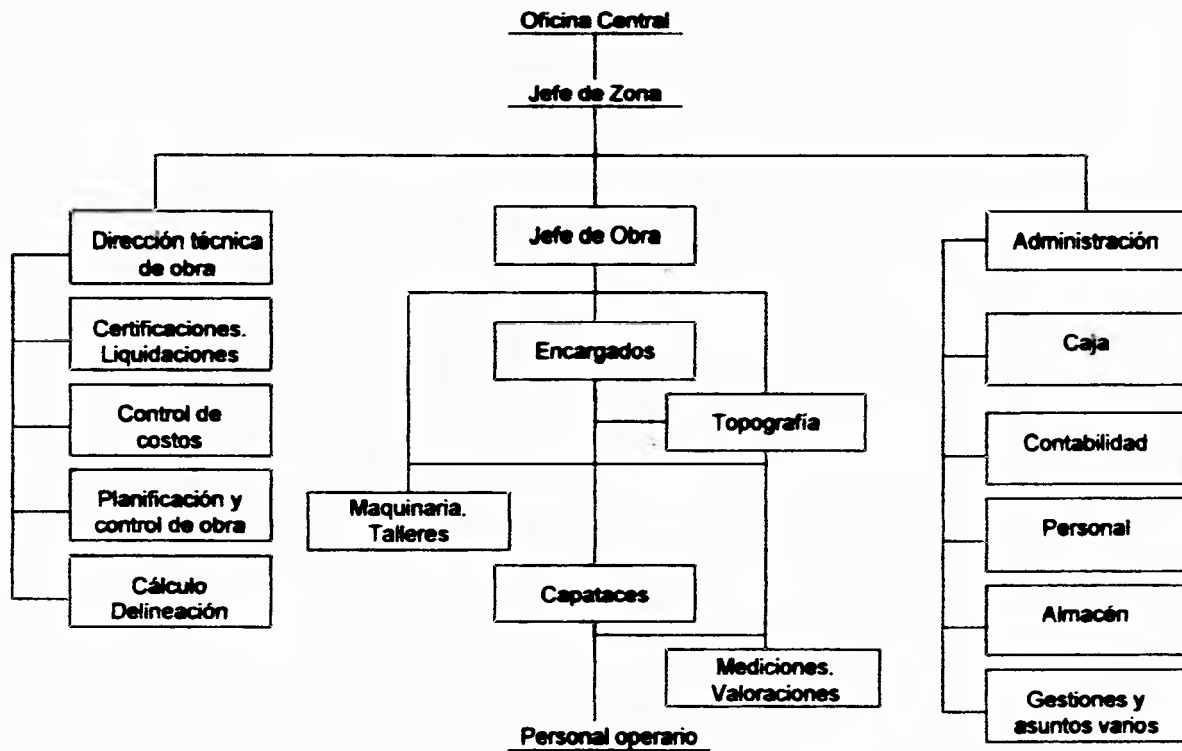 Oficina Central
Jefe de Zona
Dirección técnica
de obra
Certificaciones.
Liquidaciones
Control de
costos
Planificación y
control de obra
Cálculo
Delineación
Jefe de Obra
Encargados
Topografía
Maquinaria.
Talleres
Capataces
Mediciones.
Valoraciones
Personal operario
Administración
Caja
Contabilidad
Personal
Almacén
Gestiones y
asuntos varios